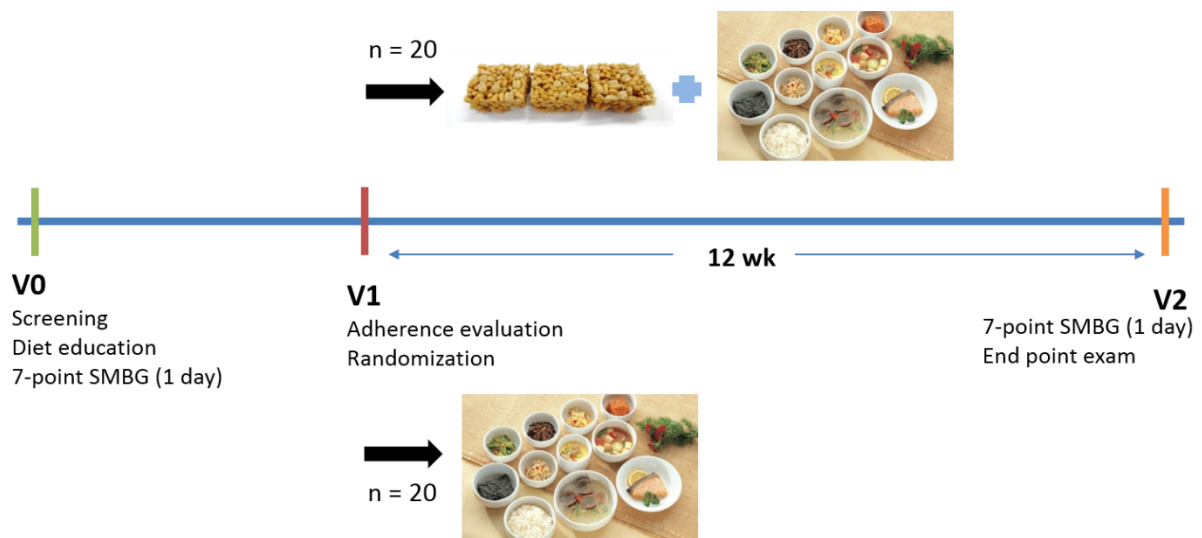 n = 20
12 wk
V0
Screening
Diet education
7-point SMBG (1 day)
V1
Adherence evaluation
Randomization
V2
7-point SMBG (1 day)
End point exam
n = 20